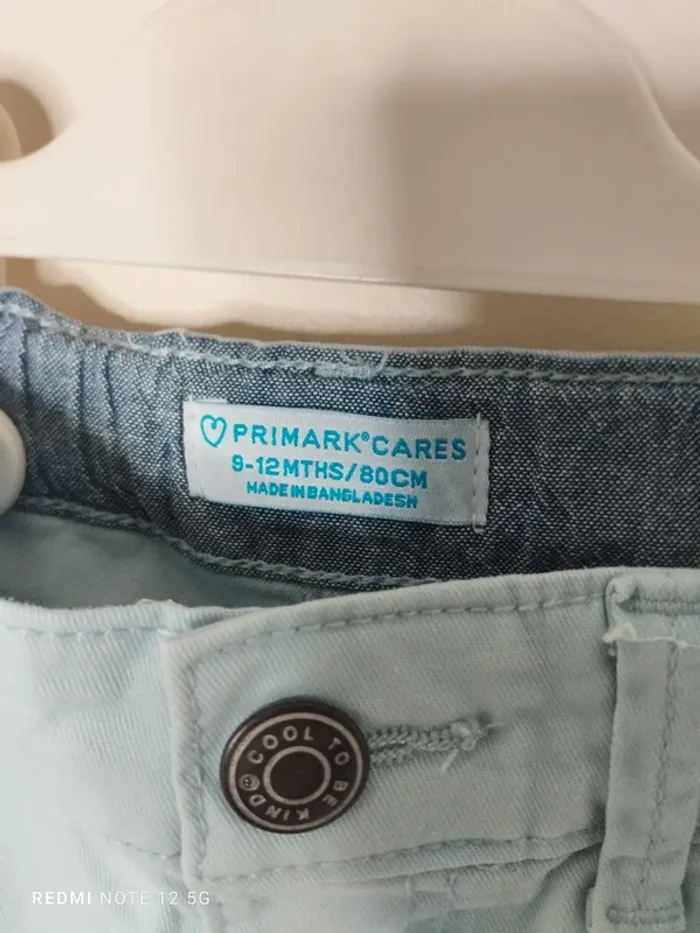 PRIMARK®CARES
9-12MTHS/80CM
MADE IN BANGLADESH
COOL TO BE KIND
REDMI NOTE 12 5G